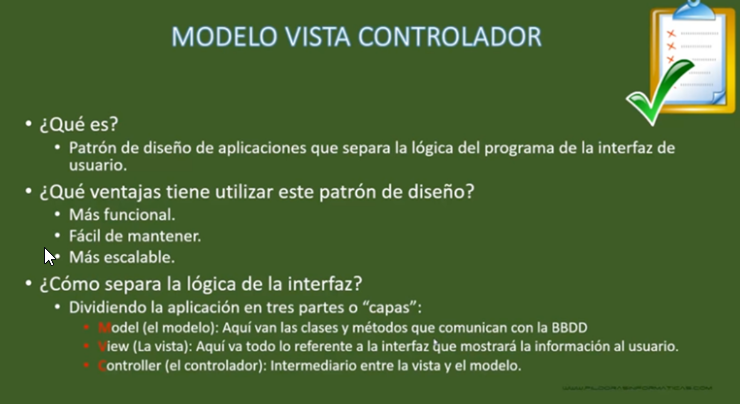 MODELO VISTA CONTROLADOR
¿Qué es?
Patrón de diseño de aplicaciones que separa la lógica del programa de la interfaz de
usuario.
¿Qué ventajas tiene utilizar este patrón de diseño?
Más funcional.
Fácil de mantener.
Más escalable.
¿Cómo separa la lógica de la interfaz?
Dividiendo la aplicación en tres partes o “capas”:
Model (el modelo): Aquí van las clases y métodos que comunican con la BBDD
View (La vista): Aquí va todo lo referente a la interfaz que mostrará la información al usuario.
Controller (el controlador): Intermediario entre la vista y el modelo.
www.pildorasinformaticas.com